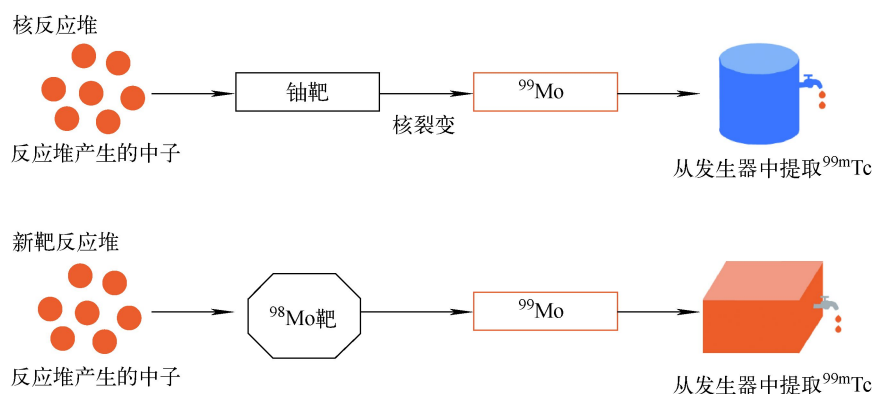 核反应堆
铀靶
⁹⁹Mo
核裂变
反应堆产生的中子
从发生器中提取⁹⁹ᵐTc
新靶反应堆
⁹⁸Mo靶
⁹⁹Mo
反应堆产生的中子
从发生器中提取⁹⁹ᵐTc